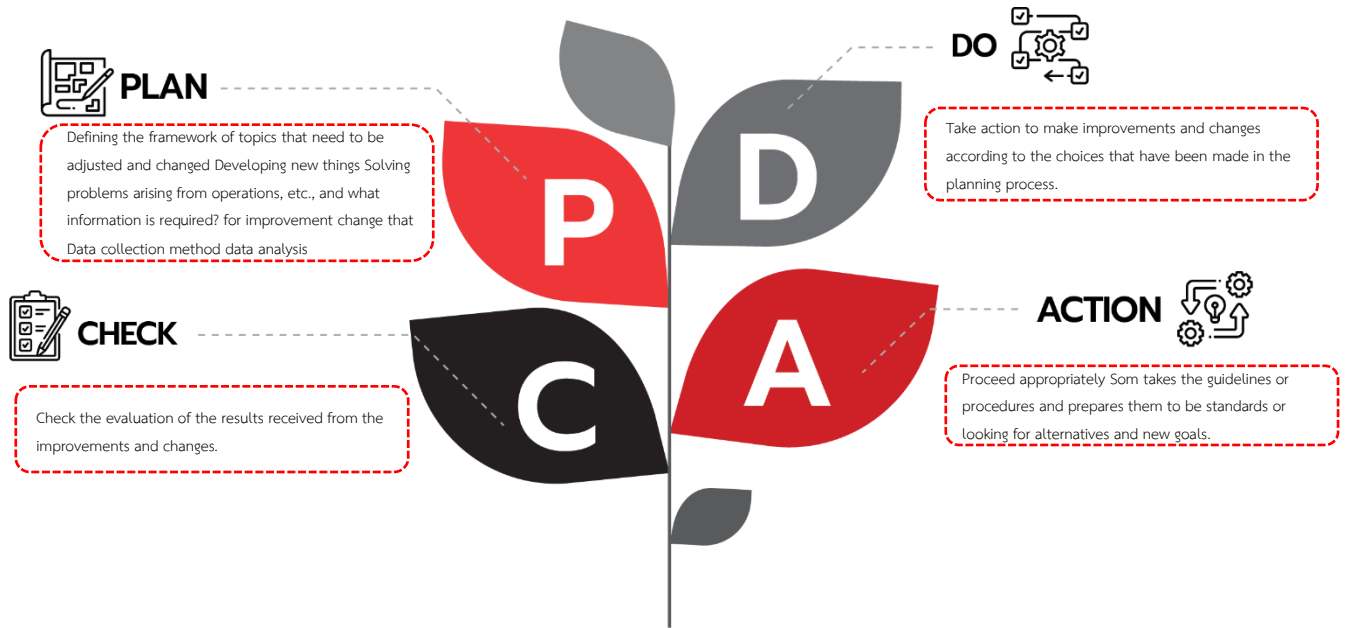 PLAN
Defining the framework of topics that need to be
adjusted and changed Developing new things Solving
problems arising from operations, etc., and what
information is required? for improvement change that
Data collection method data analysis
P
DO
Take action to make improvements and changes
according to the choices that have been made in the
planning process.
D
CHECK
Check the evaluation of the results received from the
improvements and changes.
C
ACTION
Proceed appropriately Som takes the guidelines or
procedures and prepares them to be standards or
looking for alternatives and new goals.
A